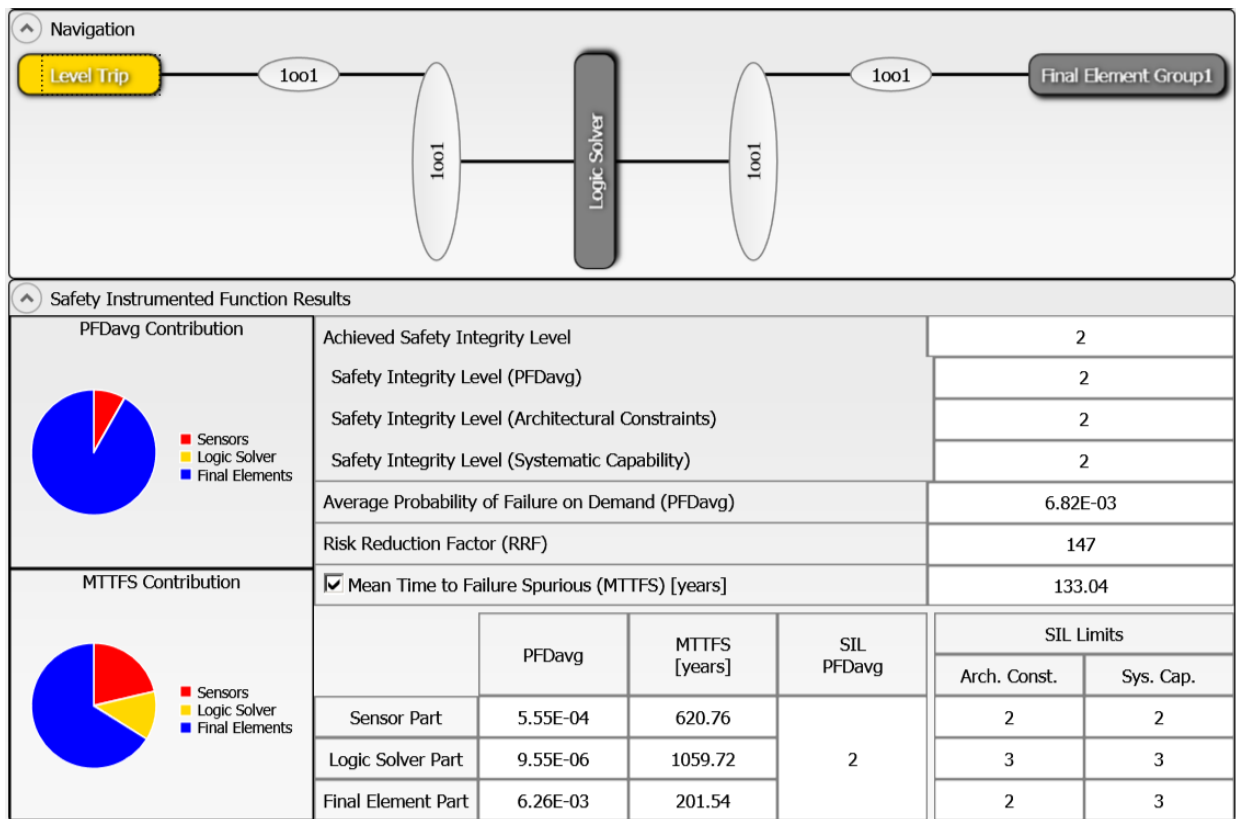 Navigation
Level Trip
1oo1
1oo1
Logic Solver
1oo1
1oo1
Final Element Group1
Safety Instrumented Function Results
PFDavg Contribution
Sensors
Logic Solver
Final Elements
MTTFS Contribution
Sensors
Logic Solver
Final Elements
Achieved Safety Integrity Level 2
Safety Integrity Level (PFDavg) 2
Safety Integrity Level (Architectural Constraints) 2
Safety Integrity Level (Systematic Capability) 2
Average Probability of Failure on Demand (PFDavg) 6.82E-03
Risk Reduction Factor (RRF) 147
Mean Time to Failure Spurious (MTTFS) [years] 133.04
PFDavg MTTFS [years] SIL PFDavg SIL Limits
Arch. Const. Sys. Cap.
Sensor Part 5.55E-04 620.76 2 2
Logic Solver Part 9.55E-06 1059.72 2 3 3
Final Element Part 6.26E-03 201.54 2 3